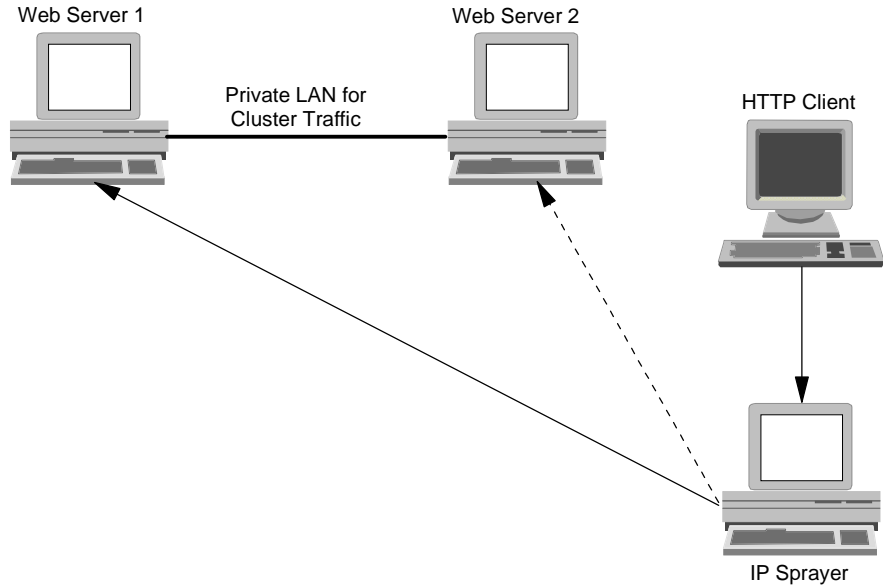 Web Server 1
Web Server 2
Private LAN for
Cluster Traffic
HTTP Client
IP Sprayer